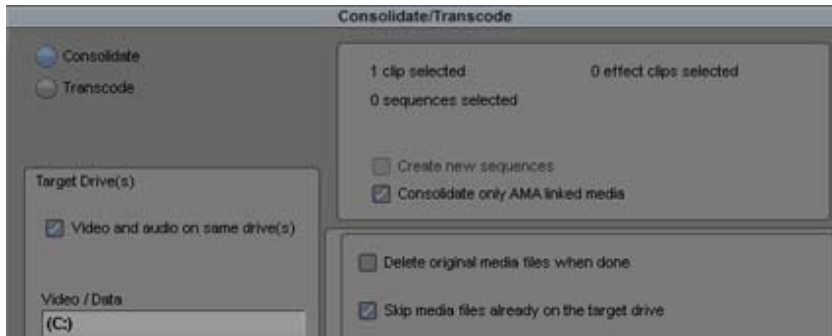 Consolidate/Transcode
Consolidate
Transcode
1 clip selected
0 effect clips selected
0 sequences selected
Create new sequences
Consolidate only AMA linked media
Target Drive(s)
Video and audio on same drive(s)
Delete original media files when done
Skip media files already on the target drive
Video / Data
(C:)